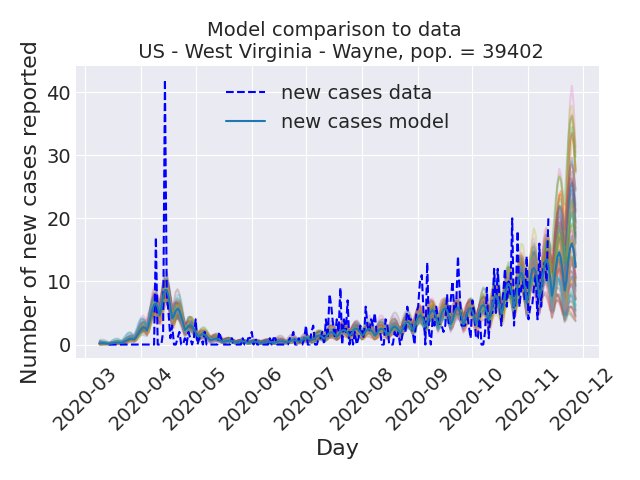 Model comparison to data
US - West Virginia - Wayne, pop. = 39402
Number of new cases reported
40
30
20
10
0
new cases data
new cases model
2020-03
2020-04
2020-05
2020-06
2020-07
2020-08
2020-09
2020-10
2020-11
2020-12
Day